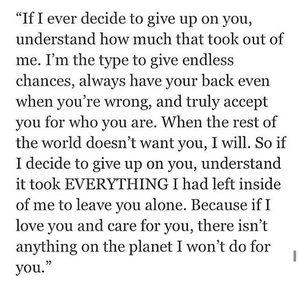 “If I ever decide to give up on you,
understand how much that took out of
me. I’m the type to give endless
chances, always have your back even
when you’re wrong, and truly accept
you for who you are. When the rest of
the world doesn’t want you, I will. So if
I decide to give up on you, understand
it took EVERYTHING I had left inside
of me to leave you alone. Because if I
love you and care for you, there isn’t
anything on the planet I won’t do for
you.”